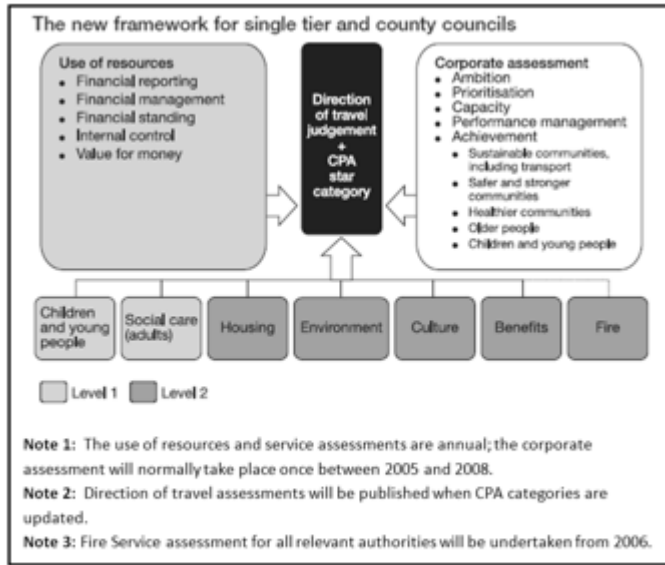 The new framework for single tier and county councils
Use of resources
• Financial reporting
• Financial management
• Financial standing
• Internal control
• Value for money
Direction
of travel
judgement
+
CPA
star
category
Corporate assessment
• Ambition
• Prioritisation
• Capacity
• Performance management
• Achievement
• Sustainable communities,
including transport
• Safer and stronger
communities
• Healthier communities
• Older people
• Children and young people
Children
and young
people
Social care
(adults)
Housing
Environment
Culture
Benefits
Fire
Level 1
Level 2
Note 1: The use of resources and service assessments are annual; the corporate
assessment will normally take place once between 2005 and 2008.
Note 2: Direction of travel assessments will be published when CPA categories are
updated.
Note 3: Fire Service assessment for all relevant authorities will be undertaken from 2006.